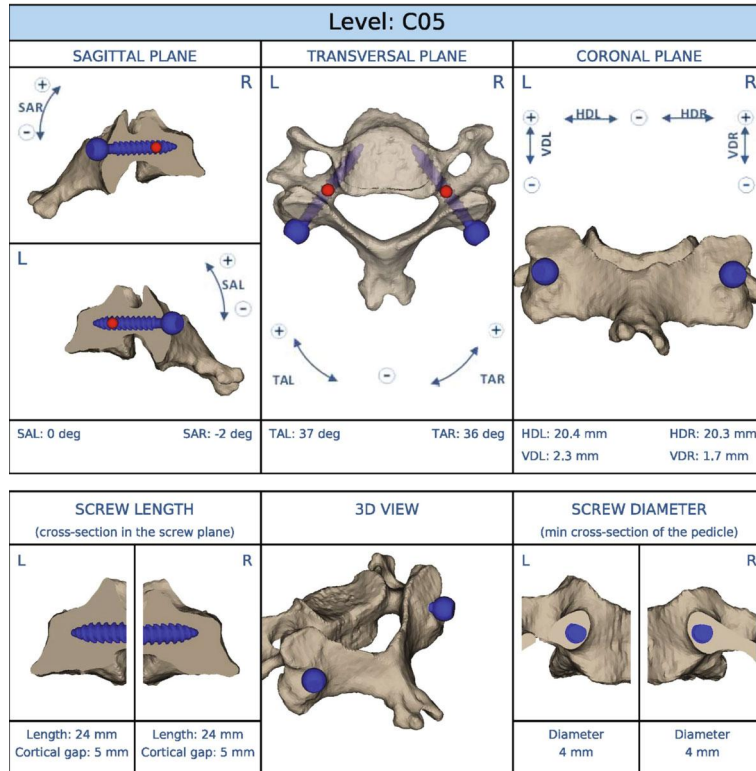 Level: C05
SAGITTAL PLANE
TRANSVERSAL PLANE
CORONAL PLANE
R
+
SAR
−
L
+
SAL
−
L R
+ − +
TAL TAR
L R
+ HDL − HDR +
VDL VDR
− −
SAL: 0 deg SAR: -2 deg
TAL: 37 deg TAR: 36 deg
HDL: 20.4 mm HDR: 20.3 mm
VDL: 2.3 mm VDR: 1.7 mm
SCREW LENGTH
(cross-section in the screw plane)
3D VIEW
SCREW DIAMETER
(min cross-section of the pedicle)
L R
L R
Length: 24 mm Length: 24 mm
Cortical gap: 5 mm Cortical gap: 5 mm
Diameter Diameter
4 mm 4 mm